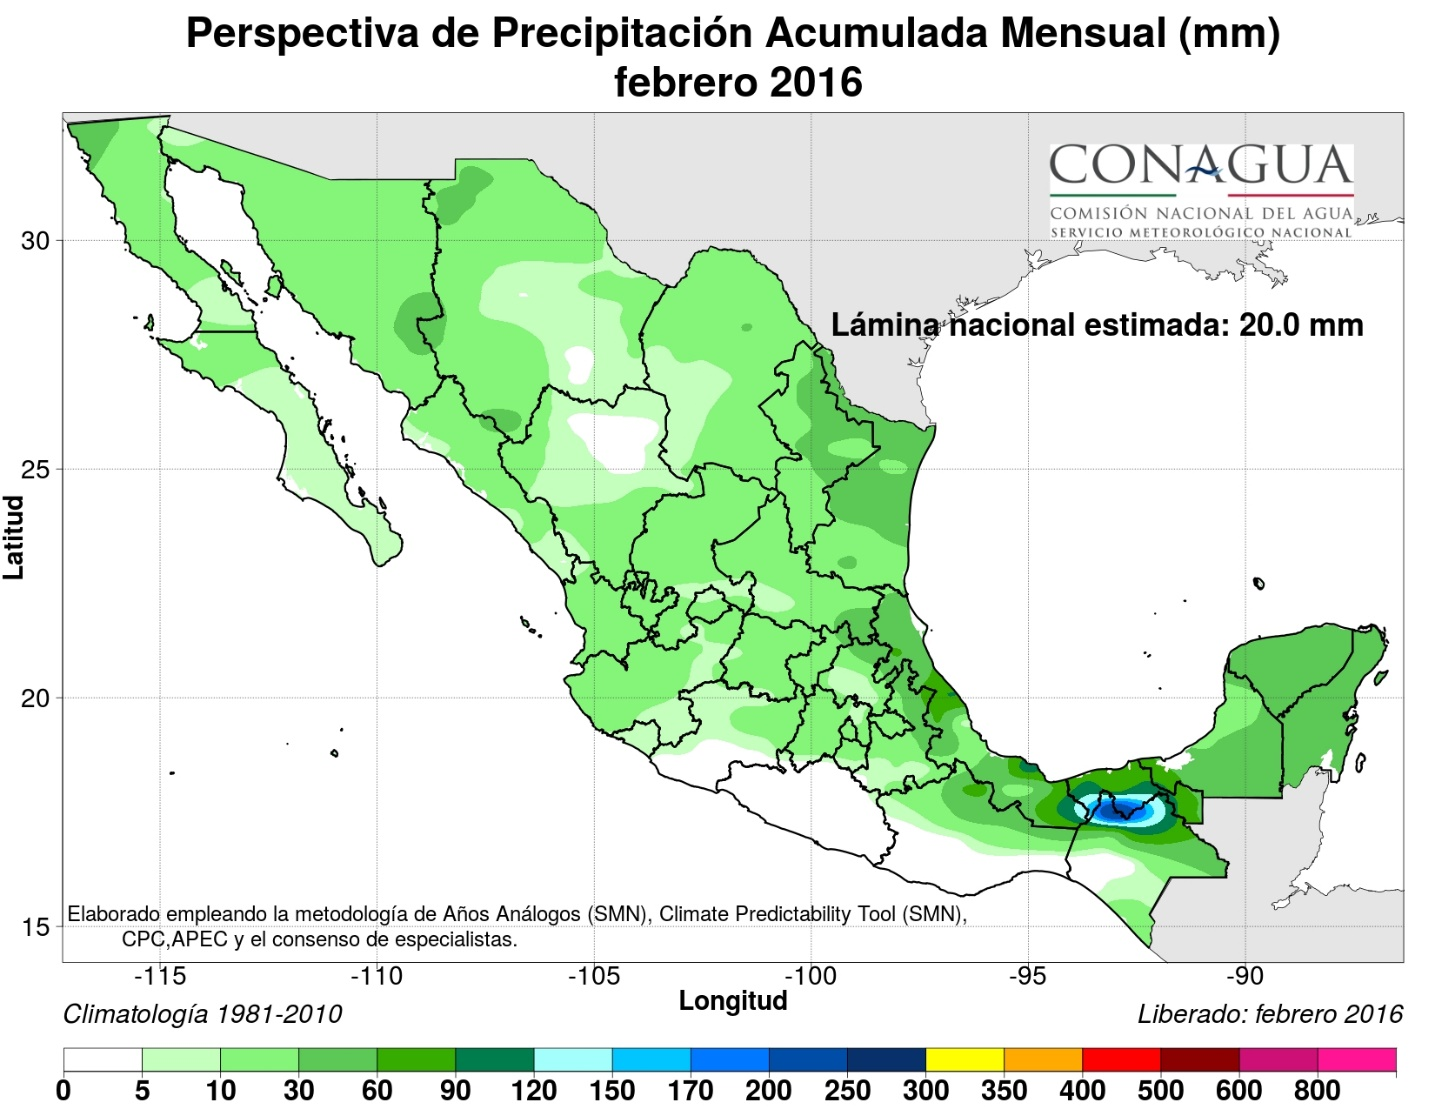 Perspectiva de Precipitación Acumulada Mensual (mm)
febrero 2016
CONAGUA
COMISIÓN NACIONAL DEL AGUA
SERVICIO METEOROLÓGICO NACIONAL
Lámina nacional estimada: 20.0 mm
30
25
20
15
Latitud
Elaborado empleando la metodología de Años Análogos (SMN), Climate Predictability Tool (SMN),
CPC,APEC y el consenso de especialistas.
-115 -110 -105 -100 -95 -90
Longitud
Climatología 1981-2010
Liberado: febrero 2016
0 5 10 30 60 90 120 150 170 200 250 300 350 400 500 600 800